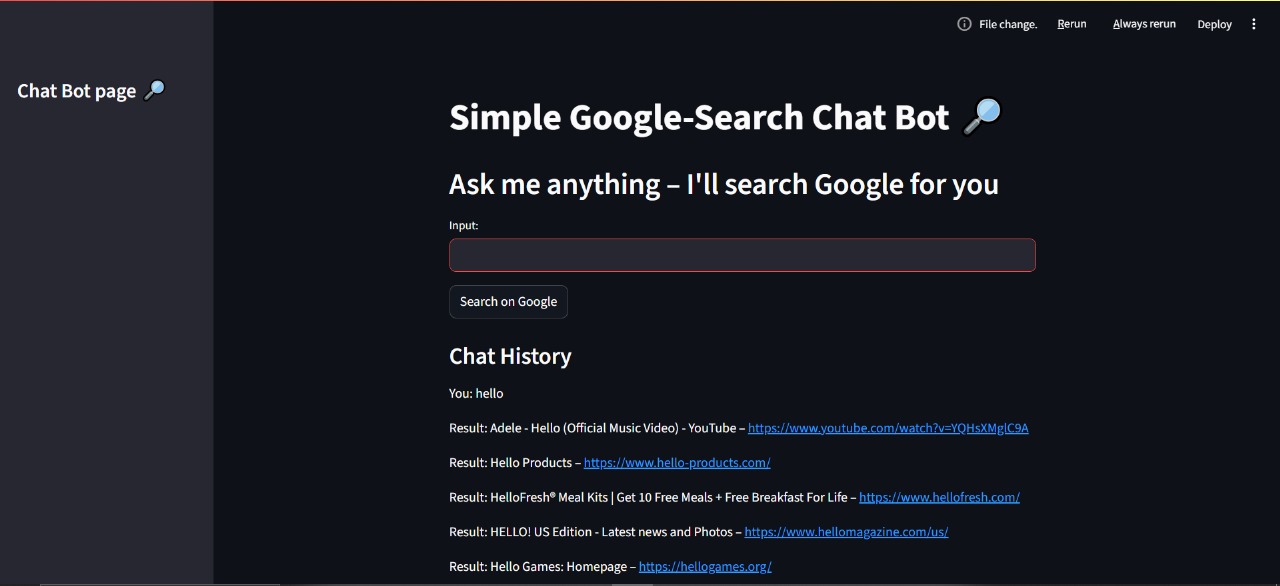 File change.
Rerun
Always rerun
Deploy
Chat Bot page
Simple Google-Search Chat Bot
Ask me anything – I'll search Google for you
Input:
Search on Google
Chat History
You: hello
Result: Adele - Hello (Official Music Video) - YouTube – https://www.youtube.com/watch?v=YQHsXMglC9A
Result: Hello Products – https://www.hello-products.com/
Result: HelloFresh® Meal Kits | Get 10 Free Meals + Free Breakfast For Life – https://www.hellofresh.com/
Result: HELLO! US Edition - Latest news and Photos – https://www.hellomagazine.com/us/
Result: Hello Games: Homepage – https://hellogames.org/